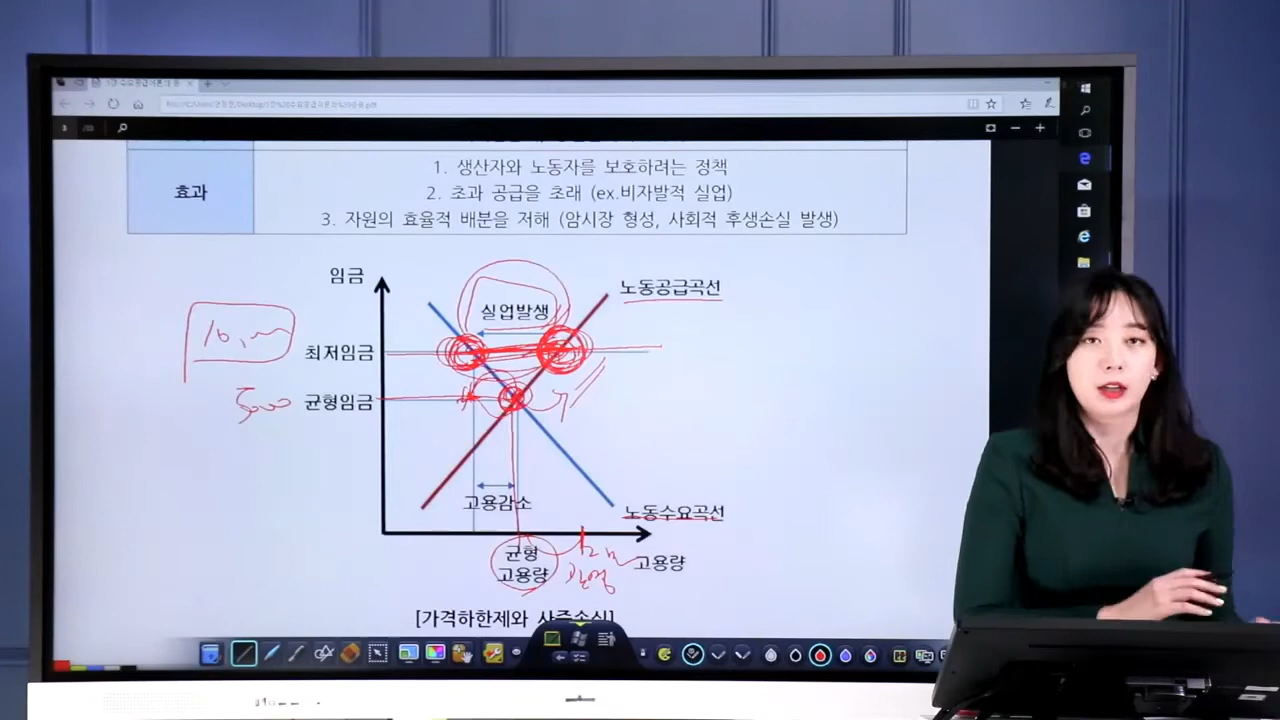 효과
1. 생산자와 노동자를 보호하려는 정책
2. 초과 공급을 초래 (ex.비자발적 실업)
3. 자원의 효율적 배분을 저해 (암시장 형성, 사회적 후생손실 발생)
임금
노동공급곡선
실업발생
최저임금
균형임금
5000
고용감소
노동수요곡선
균형
고용량
고용량
[가격하한제와 사중손실]